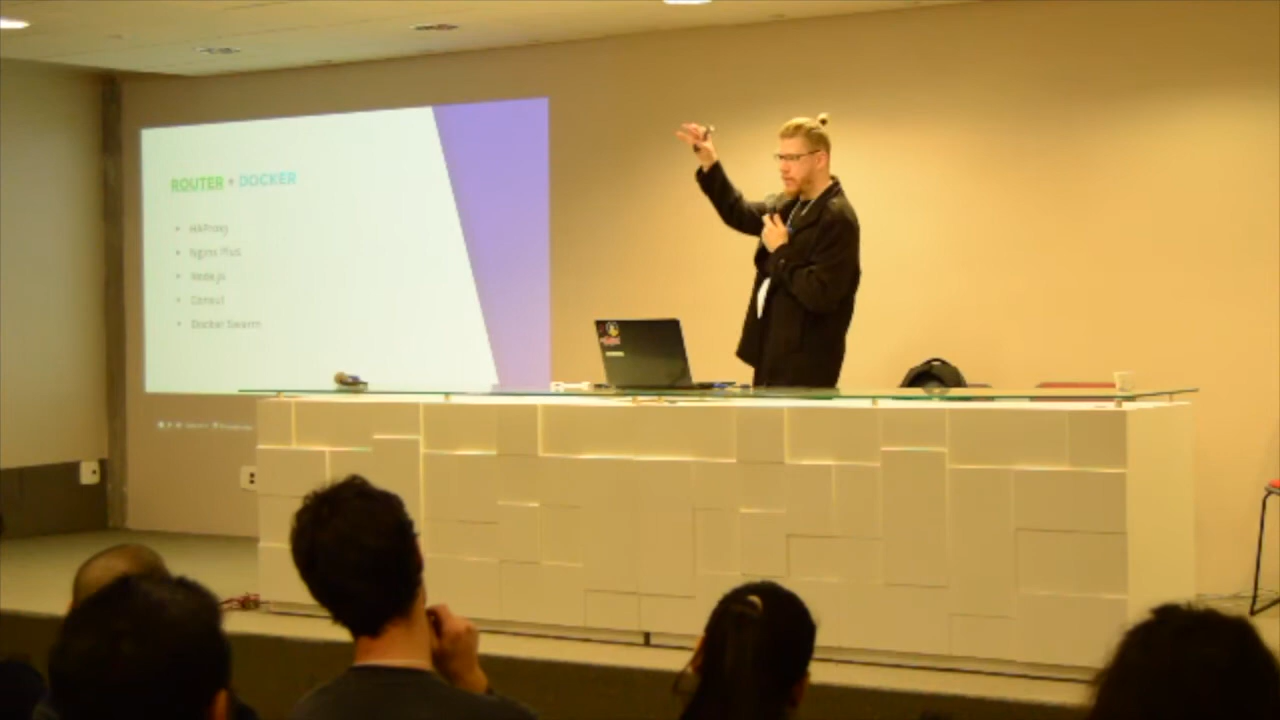 ROUTER + DOCKER
• HAProxy
• Nginx Plus
• Node.js
• Consul
• Docker Swarm